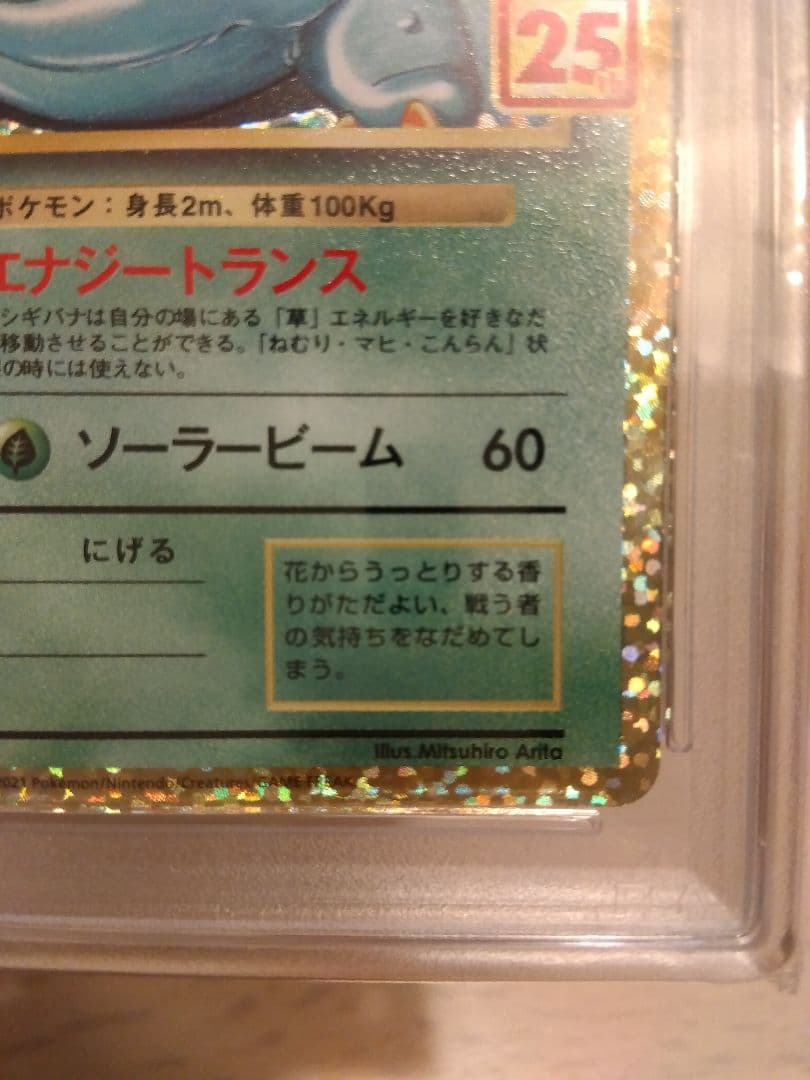 25
ポケモン：身長2m、体重100Kg
エナジートランス
シギバナは自分の場にある「草」エネルギーを好きなだ
移動させることができる。「ねむり・マヒ・こんらん」状
の時には使えない。
ソーラービーム 60
にげる
花からうっとりする香
りがただよい、戦う者
の気持ちをなだめてし
まう。
illus.Mitsuhiro Arita
2021 Pokémon/Nintendo/Creatures/GAME FREAK